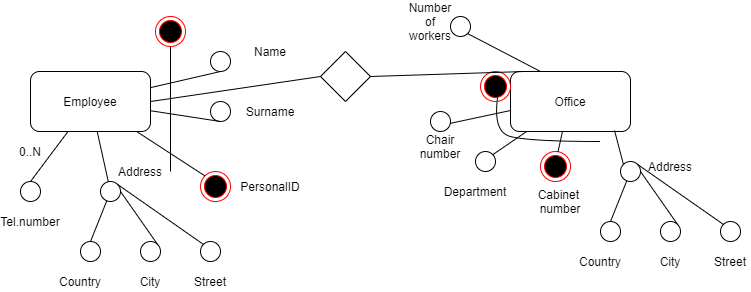 Number
of
workers
Name
Employee
Office
Surname
Chair
number
0..N
Address
Address
PersonalID
Department
Cabinet
number
Tel.number
Country
City
Street
Country
City
Street